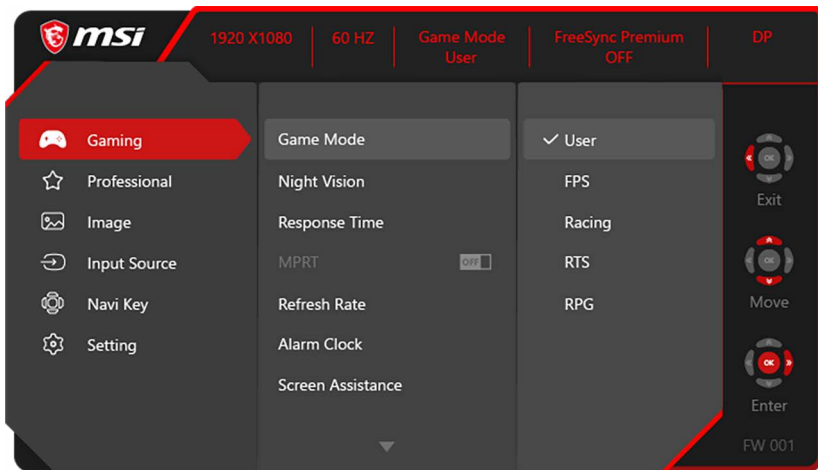 msi
1920 X1080
60 HZ
Game Mode
User
FreeSync Premium
OFF
DP
Gaming
Professional
Image
Input Source
Navi Key
Setting
Game Mode
Night Vision
Response Time
MPRT OFF
Refresh Rate
Alarm Clock
Screen Assistance
User
FPS
Racing
RTS
RPG
OK
Exit
OK
Move
OK
Enter
FW 001